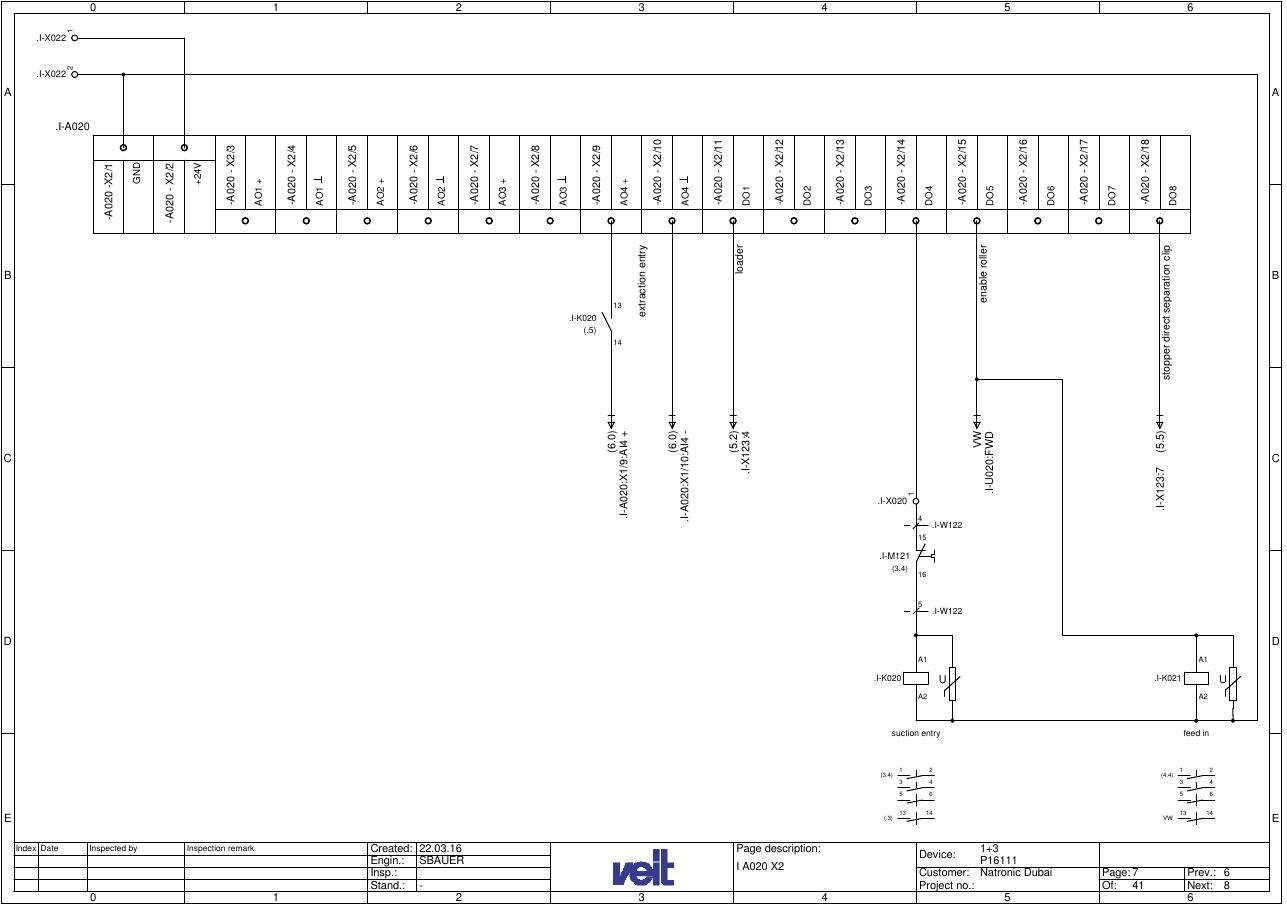 0 1 2 3 4 5 6
.I-X022 1
.I-X022 2
A A
.I-A020
-A020 -X2/1 GND
-A020 - X2/2 +24V
-A020 - X2/3 AO1 +
-A020 - X2/4 AO1 ⊥
-A020 - X2/5 AO2 +
-A020 - X2/6 AO2 ⊥
-A020 - X2/7 AO3 +
-A020 - X2/8 AO3 ⊥
-A020 - X2/9 AO4 +
-A020 - X2/10 AO4 ⊥
-A020 - X2/11 DO1
-A020 - X2/12 DO2
-A020 - X2/13 DO3
-A020 - X2/14 DO4
-A020 - X2/15 DO5
-A020 - X2/16 DO6
-A020 - X2/17 DO7
-A020 - X2/18 DO8
B B
extraction entry
loader
enable roller
stopper direct separation clip
13
.I-K020
(.5)
14
C C
(6.0)
.I-A020:X1/9:AI4 +
(6.0)
.I-A020:X1/10:AI4 -
(5.2)
.I-X123:4
VW
.I-U020:FWD
.I-X123:7 (5.5)
.I-X020 1
4 .I-W122
15
.I-M121
(3.4)
16
5 .I-W122
D D
A1 A1
.I-K020 U .I-K021 U
A2 A2
suction entry feed in
(3.4) 1 2 (4.4) 1 2
3 4 3 4
5 6 5 6
(.3) 13 14 VW 13 14
E E
Index Date Inspected by Inspection remark
Created: 22.03.16
Engin.: SBAUER
Insp.:
Stand.: -
veit
Page description:
I A020 X2
Device: 1+3
P16111
Customer: Natronic Dubai
Project no.:
Page: 7 Prev.: 6
Of: 41 Next: 8
0 1 2 3 4 5 6